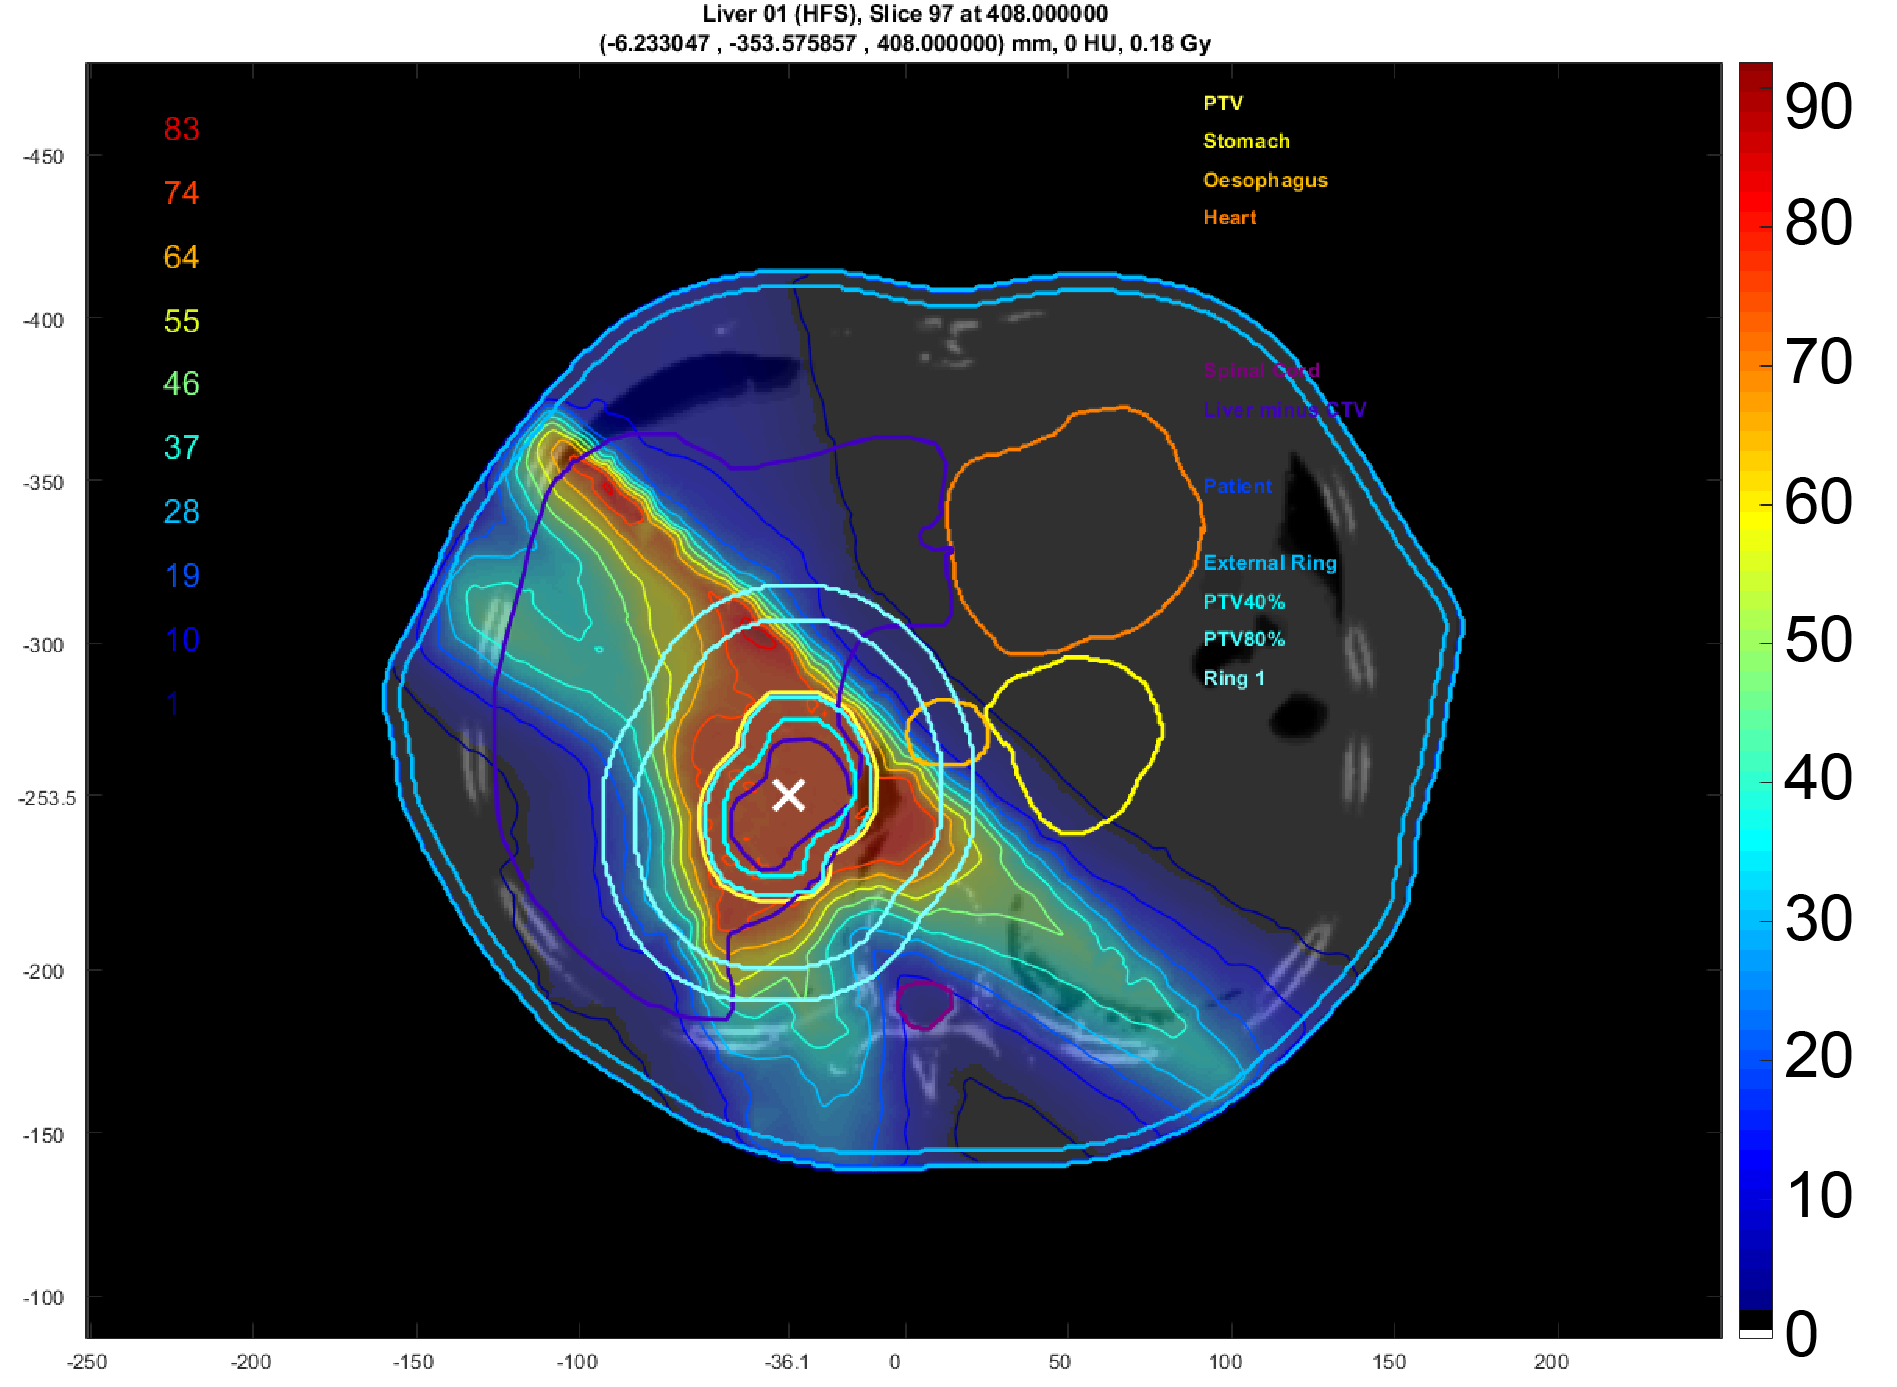 Liver 01 (HFS), Slice 97 at 408.000000
(-6.233047 , -353.575857 , 408.000000) mm, 0 HU, 0.18 Gy
83
74
64
55
46
37
28
19
10
1
PTV
Stomach
Oesophagus
Heart
Spinal Cord
Liver minus CTV
Patient
External Ring
PTV40%
PTV80%
Ring 1
-450
-400
-350
-300
-253.5
-200
-150
-100
-250
-200
-150
-100
-36.1
0
50
100
150
200
90
80
70
60
50
40
30
20
10
0